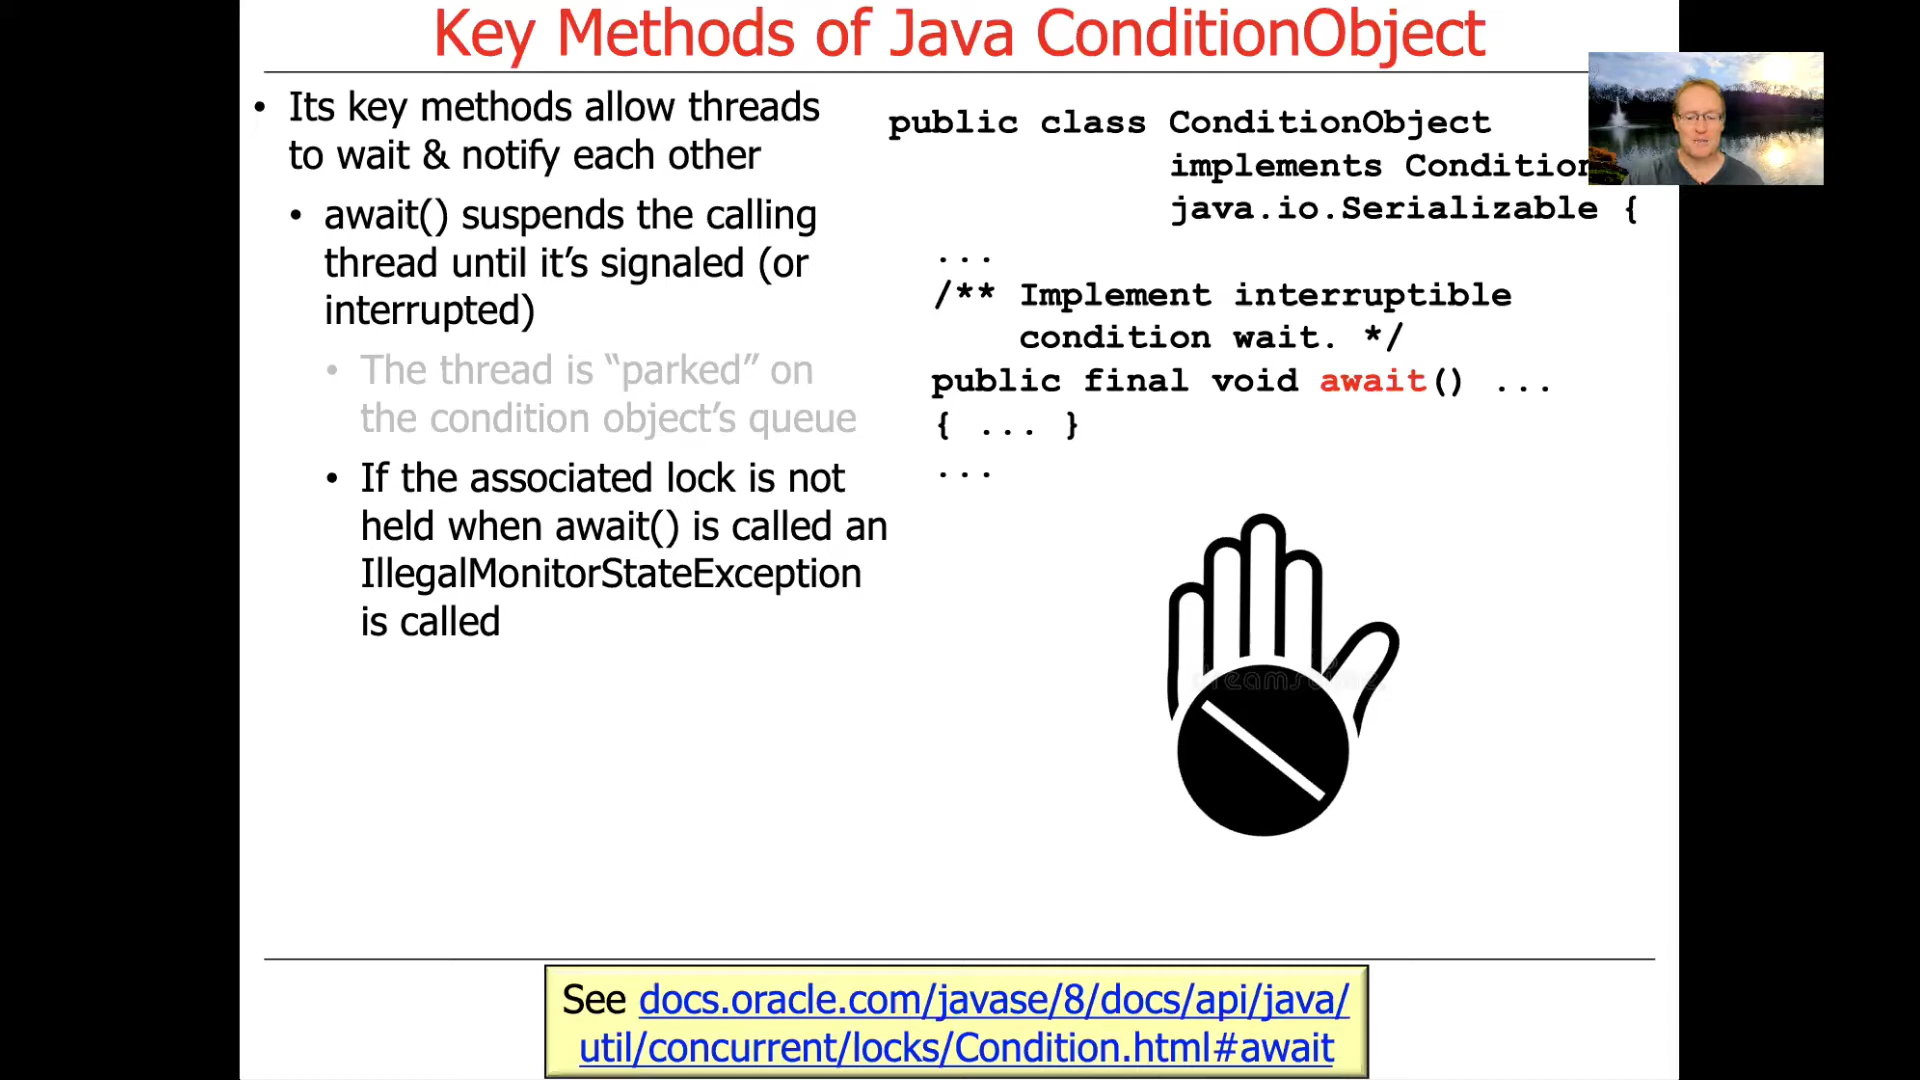 Key Methods of Java ConditionObject
• Its key methods allow threads
to wait & notify each other
• await() suspends the calling
thread until it’s signaled (or
interrupted)
• The thread is “parked” on
the condition object’s queue
• If the associated lock is not
held when await() is called an
IllegalMonitorStateException
is called
public class ConditionObject
implements Condition
java.io.Serializable {
...
/** Implement interruptible
condition wait. */
public final void await() ...
{ ... }
...
See docs.oracle.com/javase/8/docs/api/java/
util/concurrent/locks/Condition.html#await